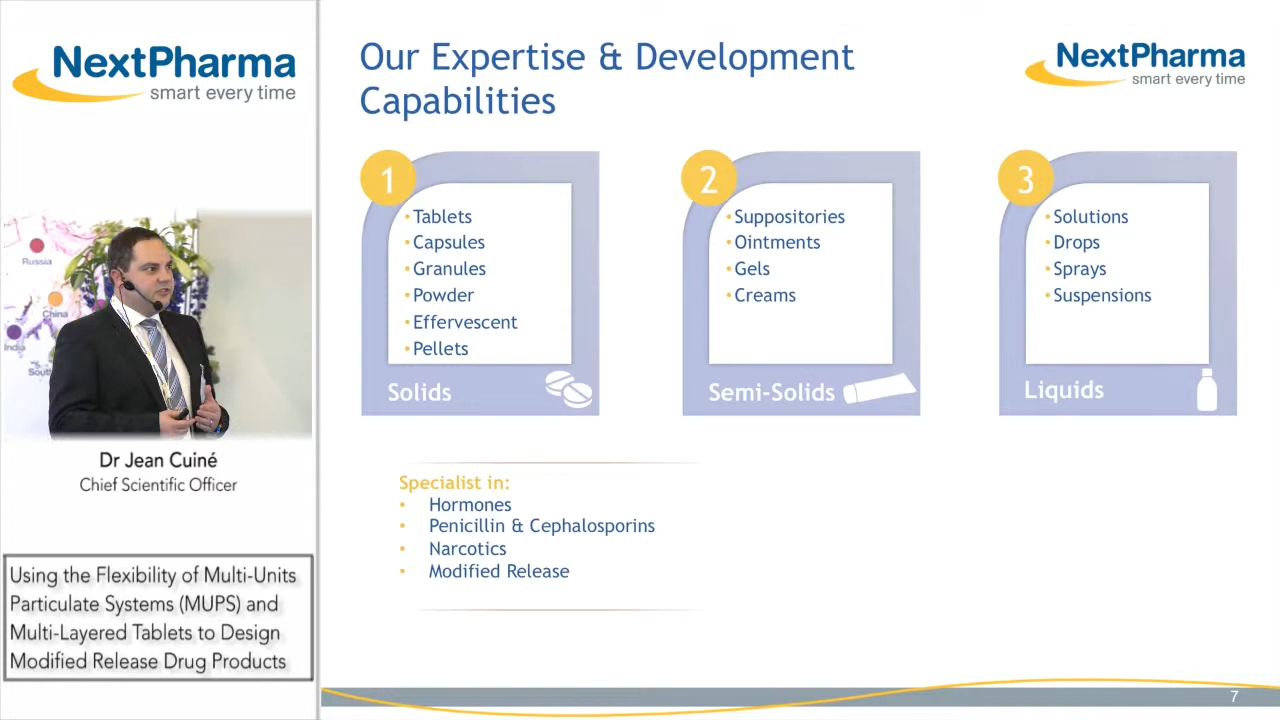 NextPharma
smart every time
Russia
China
India
Dr Jean Cuiné
Chief Scientific Officer
Using the Flexibility of Multi-Units
Particulate Systems (MUPS) and
Multi-Layered Tablets to Design
Modified Release Drug Products
Our Expertise & Development
Capabilities
NextPharma
smart every time
1
• Tablets
• Capsules
• Granules
• Powder
• Effervescent
• Pellets
Solids
2
• Suppositories
• Ointments
• Gels
• Creams
Semi-Solids
3
• Solutions
• Drops
• Sprays
• Suspensions
Liquids
Specialist in:
• Hormones
• Penicillin & Cephalosporins
• Narcotics
• Modified Release
7